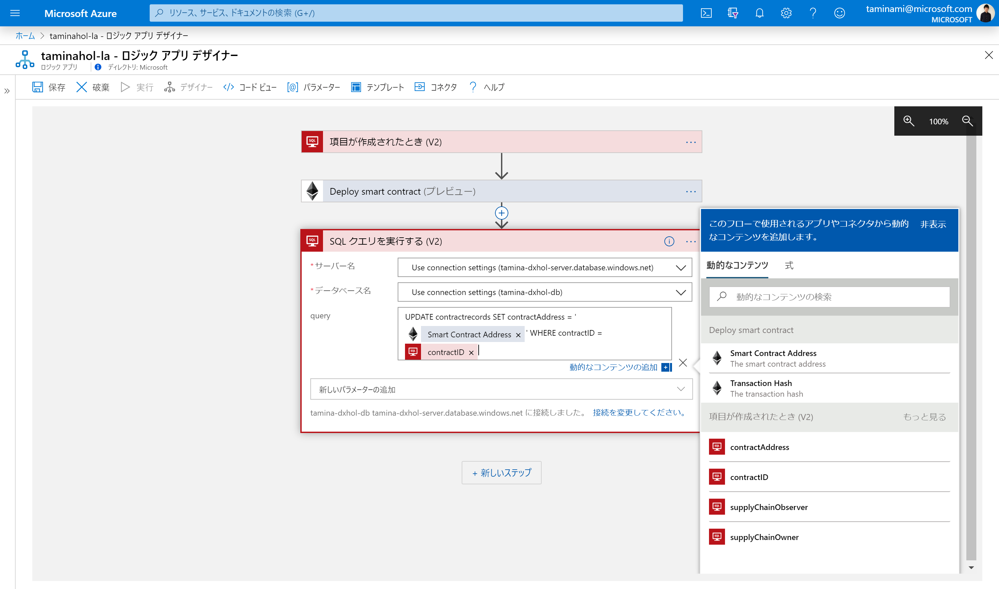 Microsoft Azure
リソース、サービス、ドキュメントの検索 (G+/)
taminami@microsoft.com
MICROSOFT
ホーム > taminahol-la - ロジック アプリ デザイナー
taminahol-la - ロジック アプリ デザイナー
ロジック アプリ
ディレクトリ: Microsoft
保存 破棄 実行 デザイナー コード ビュー パラメーター テンプレート コネクタ ヘルプ
100%
SQL 項目が作成されたとき (V2)
Deploy smart contract (プレビュー)
SQL SQL クエリを実行する (V2)
*サーバー名
Use connection settings (tamina-dxhol-server.database.windows.net)
*データベース名
Use connection settings (tamina-dxhol-db)
query
UPDATE contractrecords SET contractAddress = '
Smart Contract Address × ' WHERE contractID =
SQL contractID ×
動的なコンテンツの追加
新しいパラメーターの追加
tamina-dxhol-db tamina-dxhol-server.database.windows.net に接続しました。 接続を変更してください。
+ 新しいステップ
このフローで使用されるアプリやコネクタから動的
なコンテンツを追加します。
非表示
動的なコンテンツ 式
動的なコンテンツの検索
Deploy smart contract
Smart Contract Address
The smart contract address
Transaction Hash
The transaction hash
項目が作成されたとき (V2) もっと見る
SQL contractAddress
SQL contractID
SQL supplyChainObserver
SQL supplyChainOwner